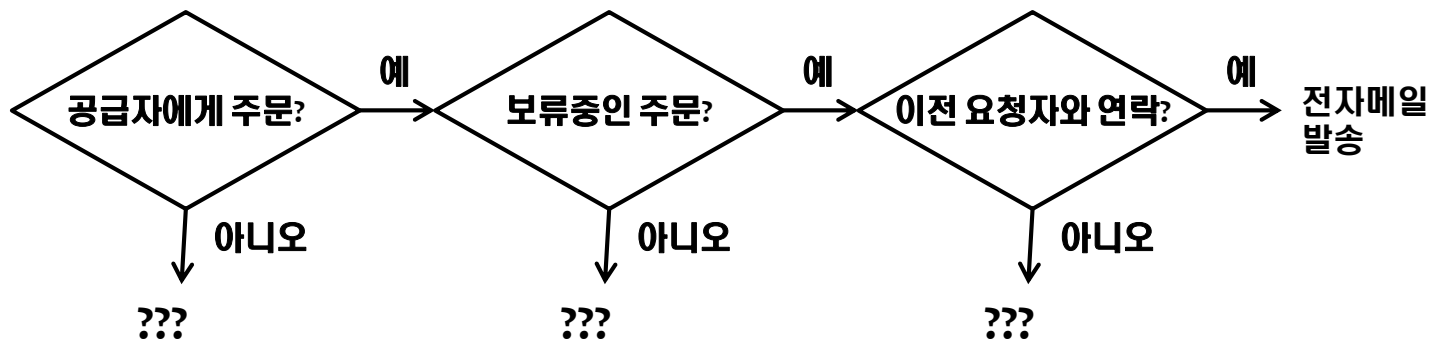 예
예
예
공급자에게 주문?
보류중인 주문?
이전 요청자와 연락?
전자메일
발송
아니오
아니오
아니오
???
???
???